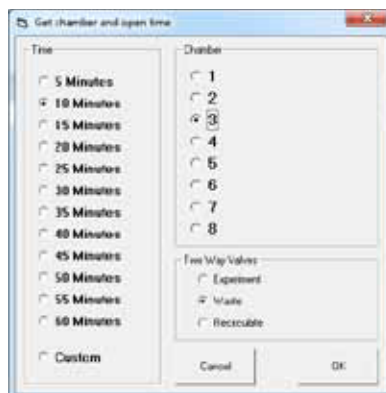 Get chamber and open time
Time
5 Minutes
10 Minutes
15 Minutes
20 Minutes
25 Minutes
30 Minutes
35 Minutes
40 Minutes
45 Minutes
50 Minutes
55 Minutes
60 Minutes
Custom
Chamber
1
2
3
4
5
6
7
8
Way Valves
Experiment
Waste
Recirculate
Cancel
OK